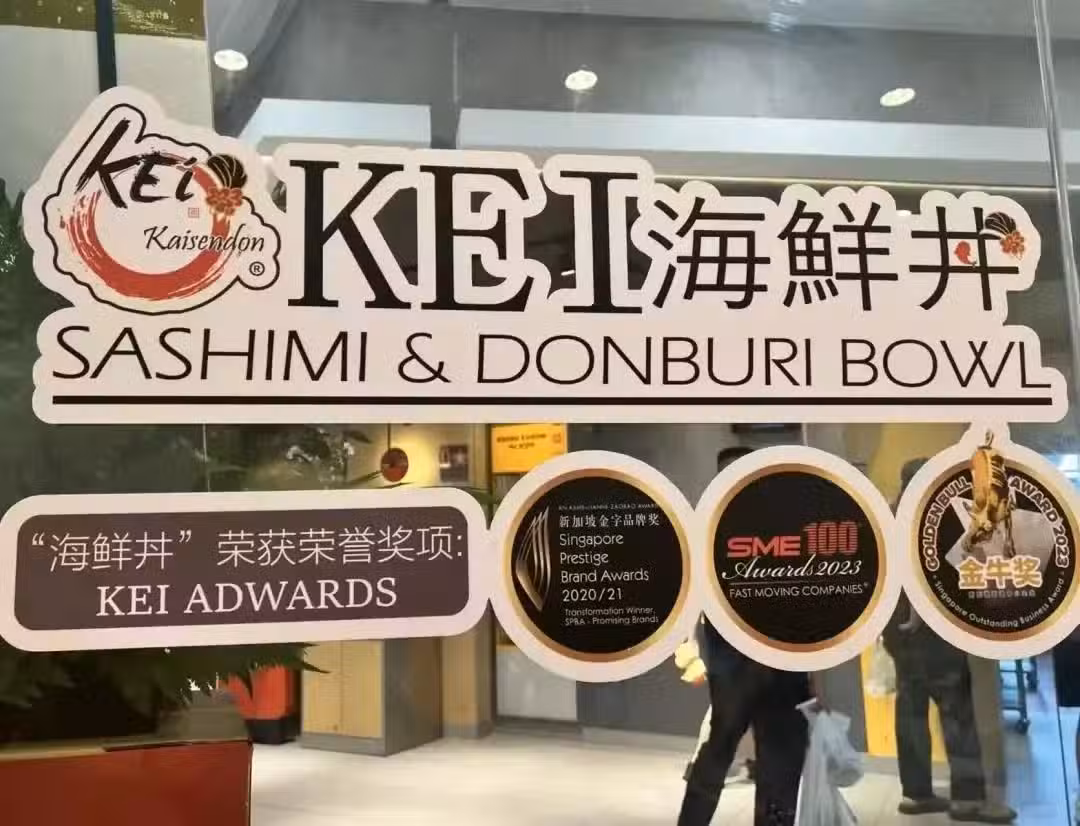 KEi
Kaisendon
®
KEI海鮮丼
SASHIMI & DONBURI BOWL
“海鲜丼” 荣获荣誉奖项:
KEI ADWARDS
新加坡金字品牌奖
Singapore
Prestige
Brand Awards
2020/21
Transformation Winner,
SPBA - Promising Brands
SME100®
Awards 2023
FAST MOVING COMPANIES®
GOLDEN BULL AWARD 2023
金牛奖
Singapore Outstanding Business Award